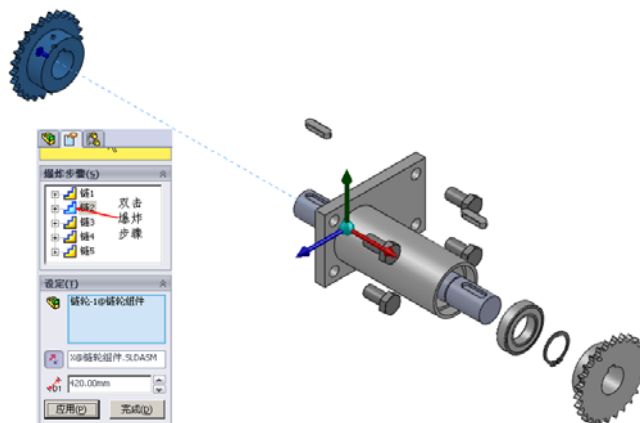 爆炸步骤(S)
链1
链2
链3
链4
链5
双击
爆炸
步骤
设定(T)
链轮-1@链轮组件
X@链轮组件.SLDASM
D1
420.00mm
应用(P)
完成(D)